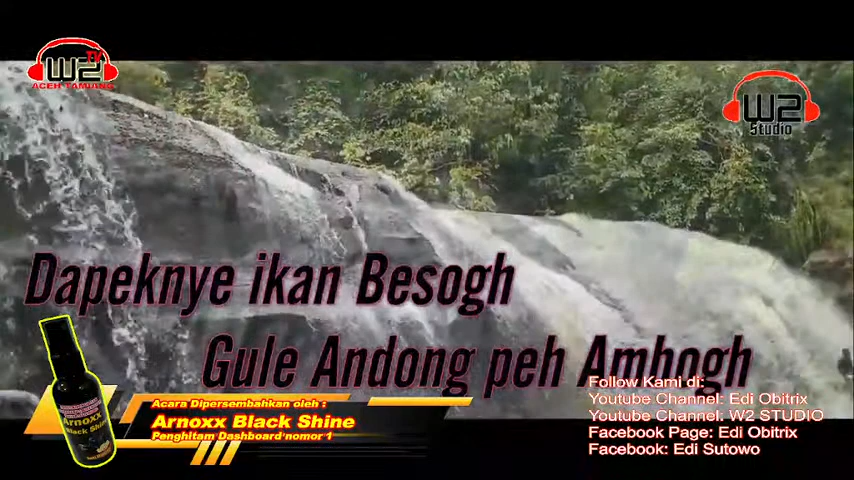 W2 TV
ACEH TAMIANG
W2
STudio
Dapeknye ikan Besogh
Gule Andong peh Ambogh
Follow Kami di:
Youtube Channel: Edi Obitrix
Youtube Channel: W2 STUDIO
Facebook Page: Edi Obitrix
Facebook: Edi Sutowo
Acara Dipersembahkan oleh :
Arnoxx Black Shine
Penghitam Dashboard nomor 1
Arnoxx
Black Shine